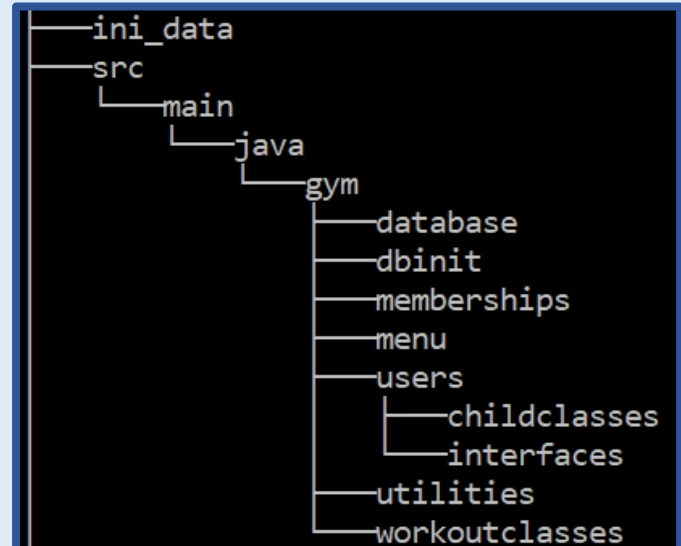 ini_data
src
main
java
gym
database
dbinit
memberships
menu
users
childclasses
interfaces
utilities
workoutclasses